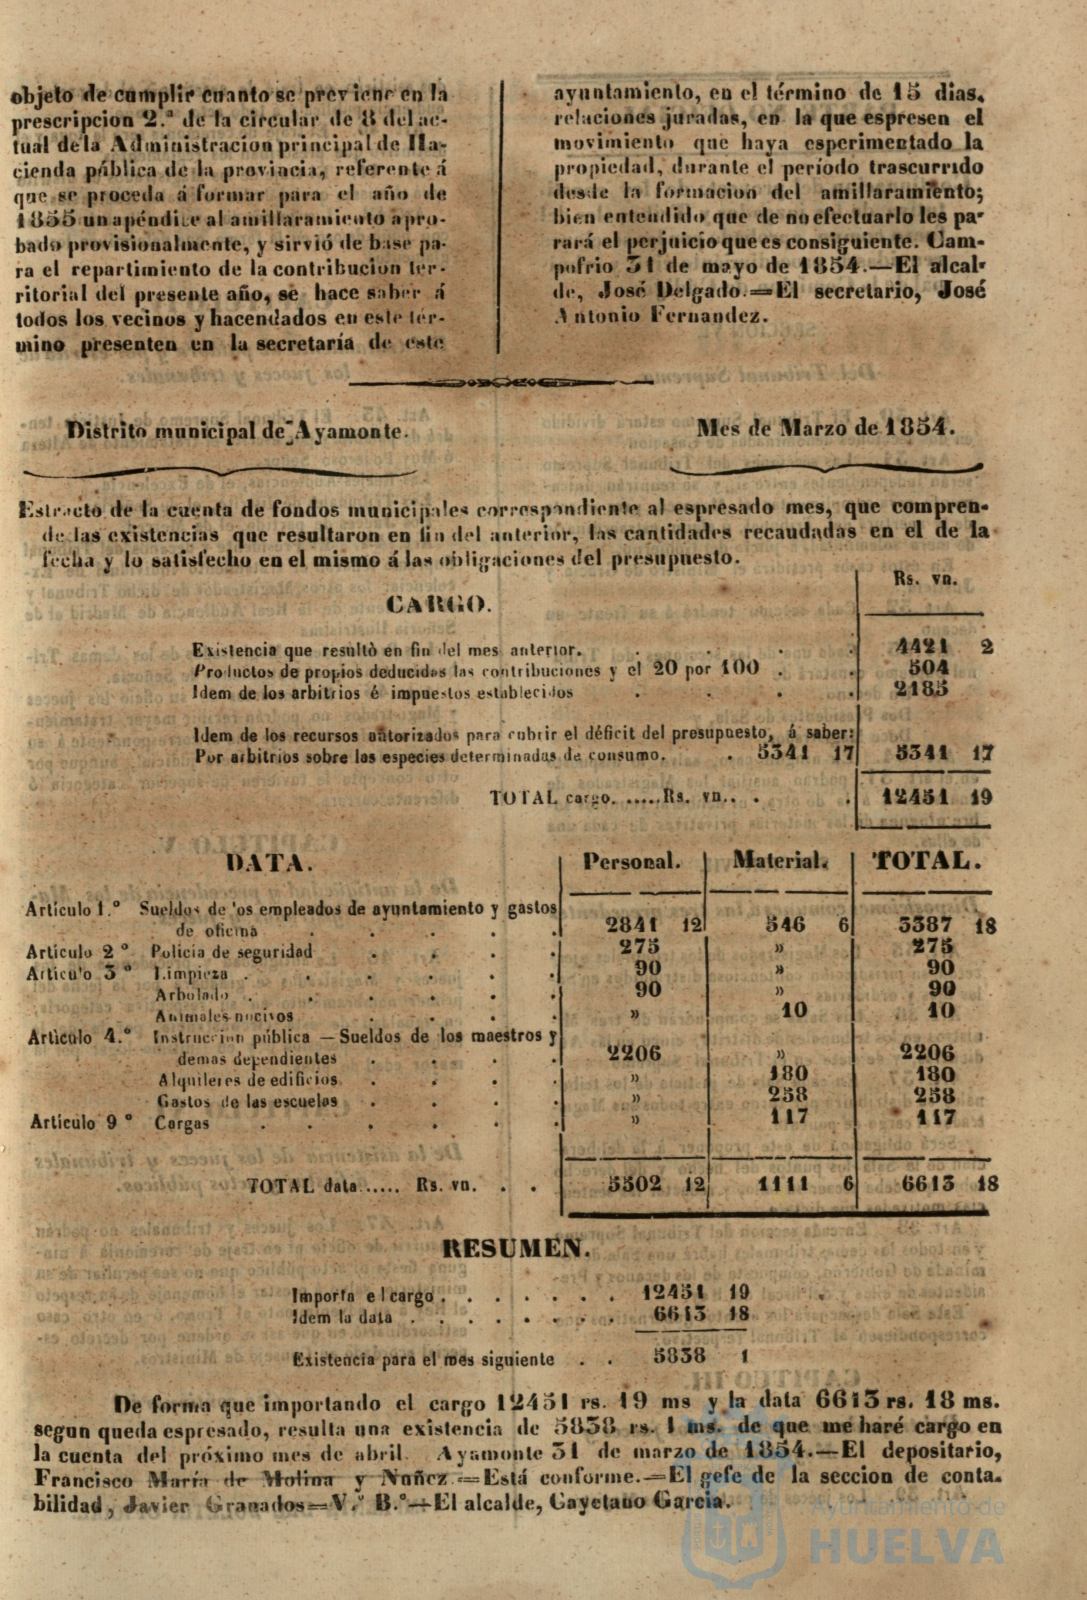 objeto de cumplir cuanto se previene en la
prescripcion 2.ª de la circular de 8 del ac-
tual de la Administracion principal de Ha-
cienda pública de la provincia, referente á
que se proceda á formar para el año de
1855 un apéndice al amillaramiento apro-
bado provisionalmente, y sirvió de base pa-
ra el repartimiento de la contribucion ter-
ritorial del presente año, se hace saber á
todos los vecinos y hacendados en este tér-
mino presenten en la secretaría de este
ayuntamiento, en el término de 15 dias,
relaciones juradas, en la que espresen el
movimiento que haya esperimentado la
propiedad, durante el período trascurrido
desde la formacion del amillaramiento;
bien entendido que de no efectuarlo les pa-
rará el perjuicio que es consiguiente. Cam-
pofrio 31 de mayo de 1854.—El alcal-
de, José Delgado.=El secretario, José
Antonio Fernandez.
Distrito municipal de Ayamonte.
Mes de Marzo de 1854.
Estracto de la cuenta de fondos municipales correspondiente al espresado mes, que compren-
de las existencias que resultaron en fin del anterior, las cantidades recaudadas en el de la
fecha y lo satisfecho en el mismo á las obligaciones del presupuesto.
Rs. vn.
CARGO.
Existencia que resultò en fin del mes anterior. . . . . 4421 2
Productos de propios deducidas las contribuciones y el 20 por 100 . . 504
Idem de los arbitrios é impuestos establecidos . . . . 2185
Idem de los recursos autorizados para cubrir el déficit del presupuesto, á saber:
Por arbitrios sobre las especies determinadas de consumo. . 5341 17 5341 17
TOTAL cargo. .....Rs. vn.. . . 12451 19
DATA. Personal. Material. TOTAL.
Artículo 1.º Sueldos de los empleados de ayuntamiento y gastos
de oficina . . . . . 2841 12 546 6 3387 18
Artículo 2º Policía de seguridad . . . . 275 » 275
Artículo 3º Limpieza . . . . . . 90 » 90
Arbolado . . . . . . 90 » 90
Animales nocivos . . . . » 10 10
Artículo 4.º Instruccion pública — Sueldos de los maestros y
demas dependientes . . . . 2206 » 2206
Alquileres de edificios . . . . » 180 180
Gastos de las escuelas . . . . » 258 258
Artículo 9º Cargas . . . . . . » 117 117
TOTAL data..... Rs. vn. . . 5502 12 1111 6 6613 18
RESUMEN.
Importa el cargo . . . . . . . . 12451 19
Idem la data . . . . . . . . 6613 18
Existencia para el mes siguiente . . 5838 1
De forma que importando el cargo 12451 rs. 19 ms y la data 6613 rs. 18 ms.
segun queda espresado, resulta una existencia de 5838 rs. 1 ms. de que me haré cargo en
la cuenta del próximo mes de abril. Ayamonte 31 de marzo de 1854.—El depositario,
Francisco María de Molina y Nuñez.=Está conforme.=El gefe de la seccion de conta-
bilidad, Javier Granados=V.º B.º—El alcalde, Cayetano Garcia.
Ayuntamiento de
HUELVA